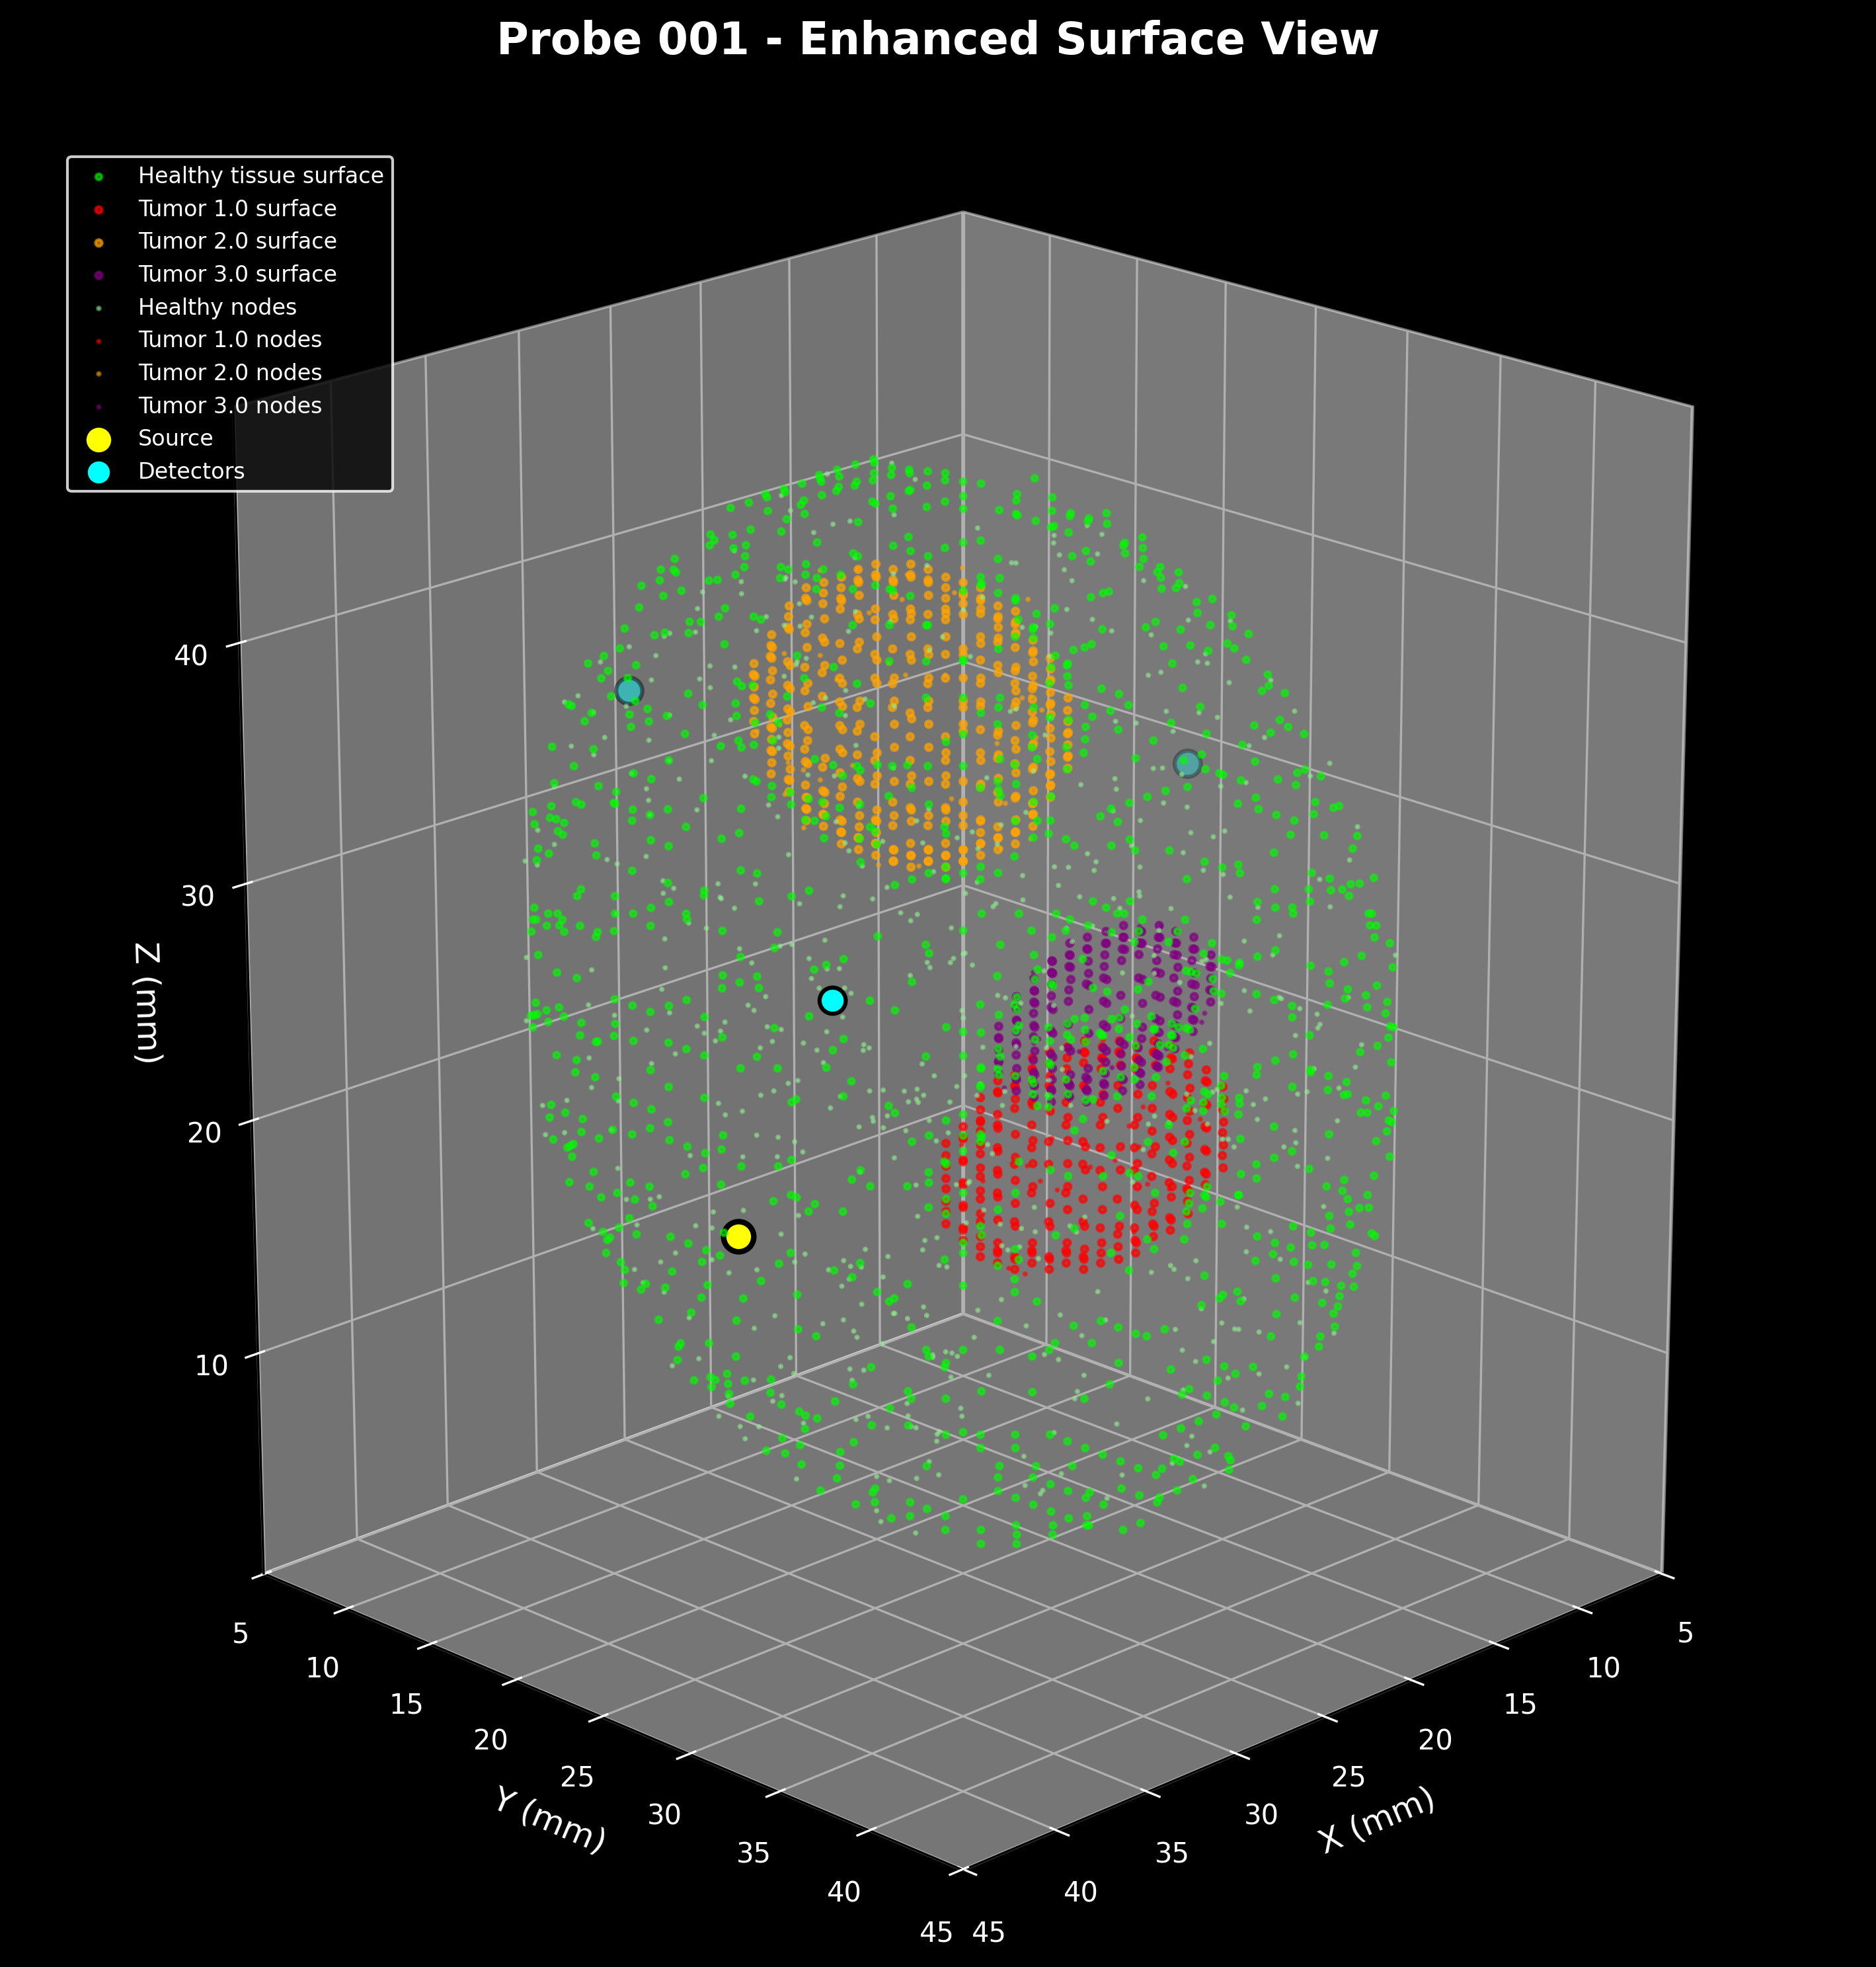 Probe 001 - Enhanced Surface View
Healthy tissue surface
Tumor 1.0 surface
Tumor 2.0 surface
Tumor 3.0 surface
Healthy nodes
Tumor 1.0 nodes
Tumor 2.0 nodes
Tumor 3.0 nodes
Source
Detectors
40
30
20
10
Z (mm)
5
10
15
20
25
30
35
40
45
Y (mm)
5
10
15
20
25
30
35
40
45
X (mm)